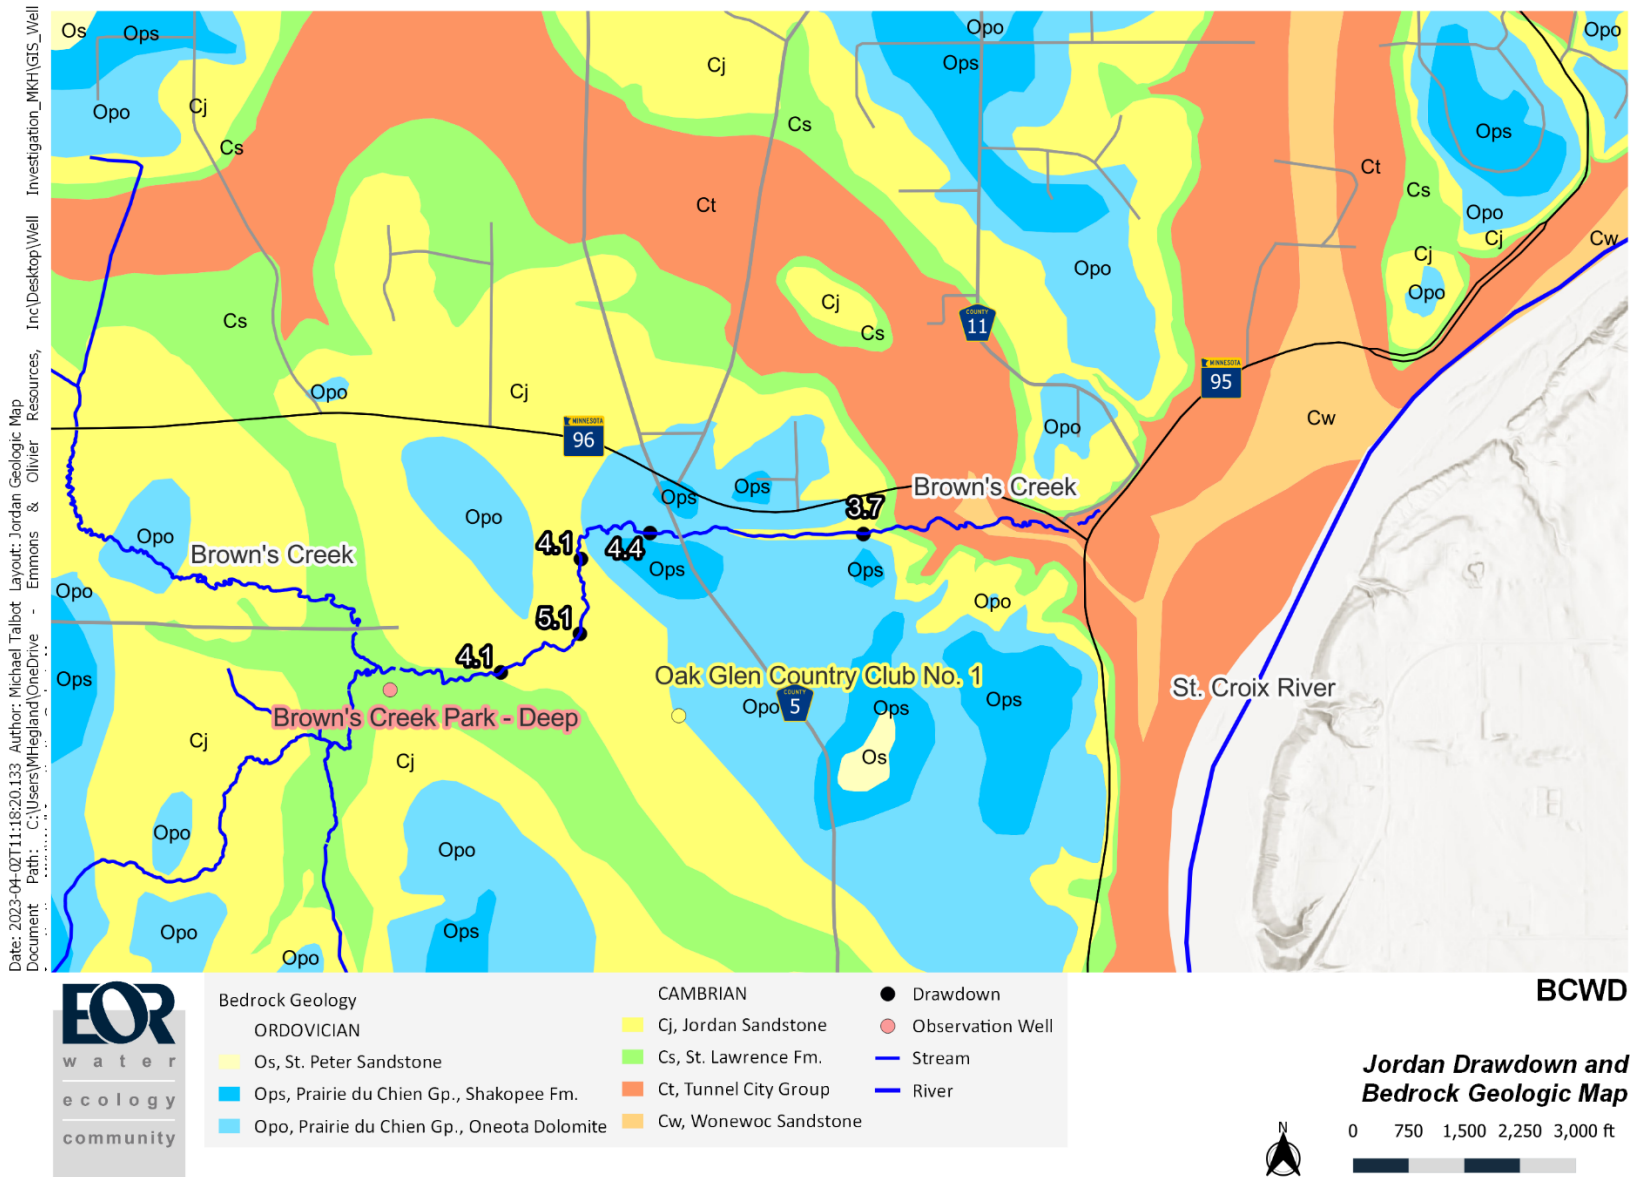 Os
Ops
Opo
Cj
Cs
Cj
Cs
Ct
Opo
Ops
Opo
Ops
Ct
Cs
Opo
Cj
Cw
Cj
Opo
Opo
Cj
Cs
COUNTY
11
Cs
Opo
Cj
MINNESOTA
96
MINNESOTA
95
Cw
Opo
Opo
Ops
Ops
Brown's Creek
3.7
Opo
Brown's Creek
4.1
4.4
Ops
Ops
Opo
Opo
5.1
4.1
Ops
Oak Glen Country Club No. 1
Ops
St. Croix River
Brown's Creek Park - Deep
Opo
COUNTY
5
Ops
Os
Cj
Cj
Opo
Opo
Opo
Ops
Opo
Date: 2023-04-02T11:18:20.133 Author: Michael Talbot Layout: Jordan Geologic Map
Document Path: C:\Users\MHegland\OneDrive - Emmons & Olivier Resources, Inc\Desktop\Well Investigation_MKH\GIS_Well
EOR
water
ecology
community
Bedrock Geology
ORDOVICIAN
Os, St. Peter Sandstone
Ops, Prairie du Chien Gp., Shakopee Fm.
Opo, Prairie du Chien Gp., Oneota Dolomite
CAMBRIAN
Cj, Jordan Sandstone
Cs, St. Lawrence Fm.
Ct, Tunnel City Group
Cw, Wonewoc Sandstone
Drawdown
Observation Well
Stream
River
BCWD
Jordan Drawdown and
Bedrock Geologic Map
N
0 750 1,500 2,250 3,000 ft